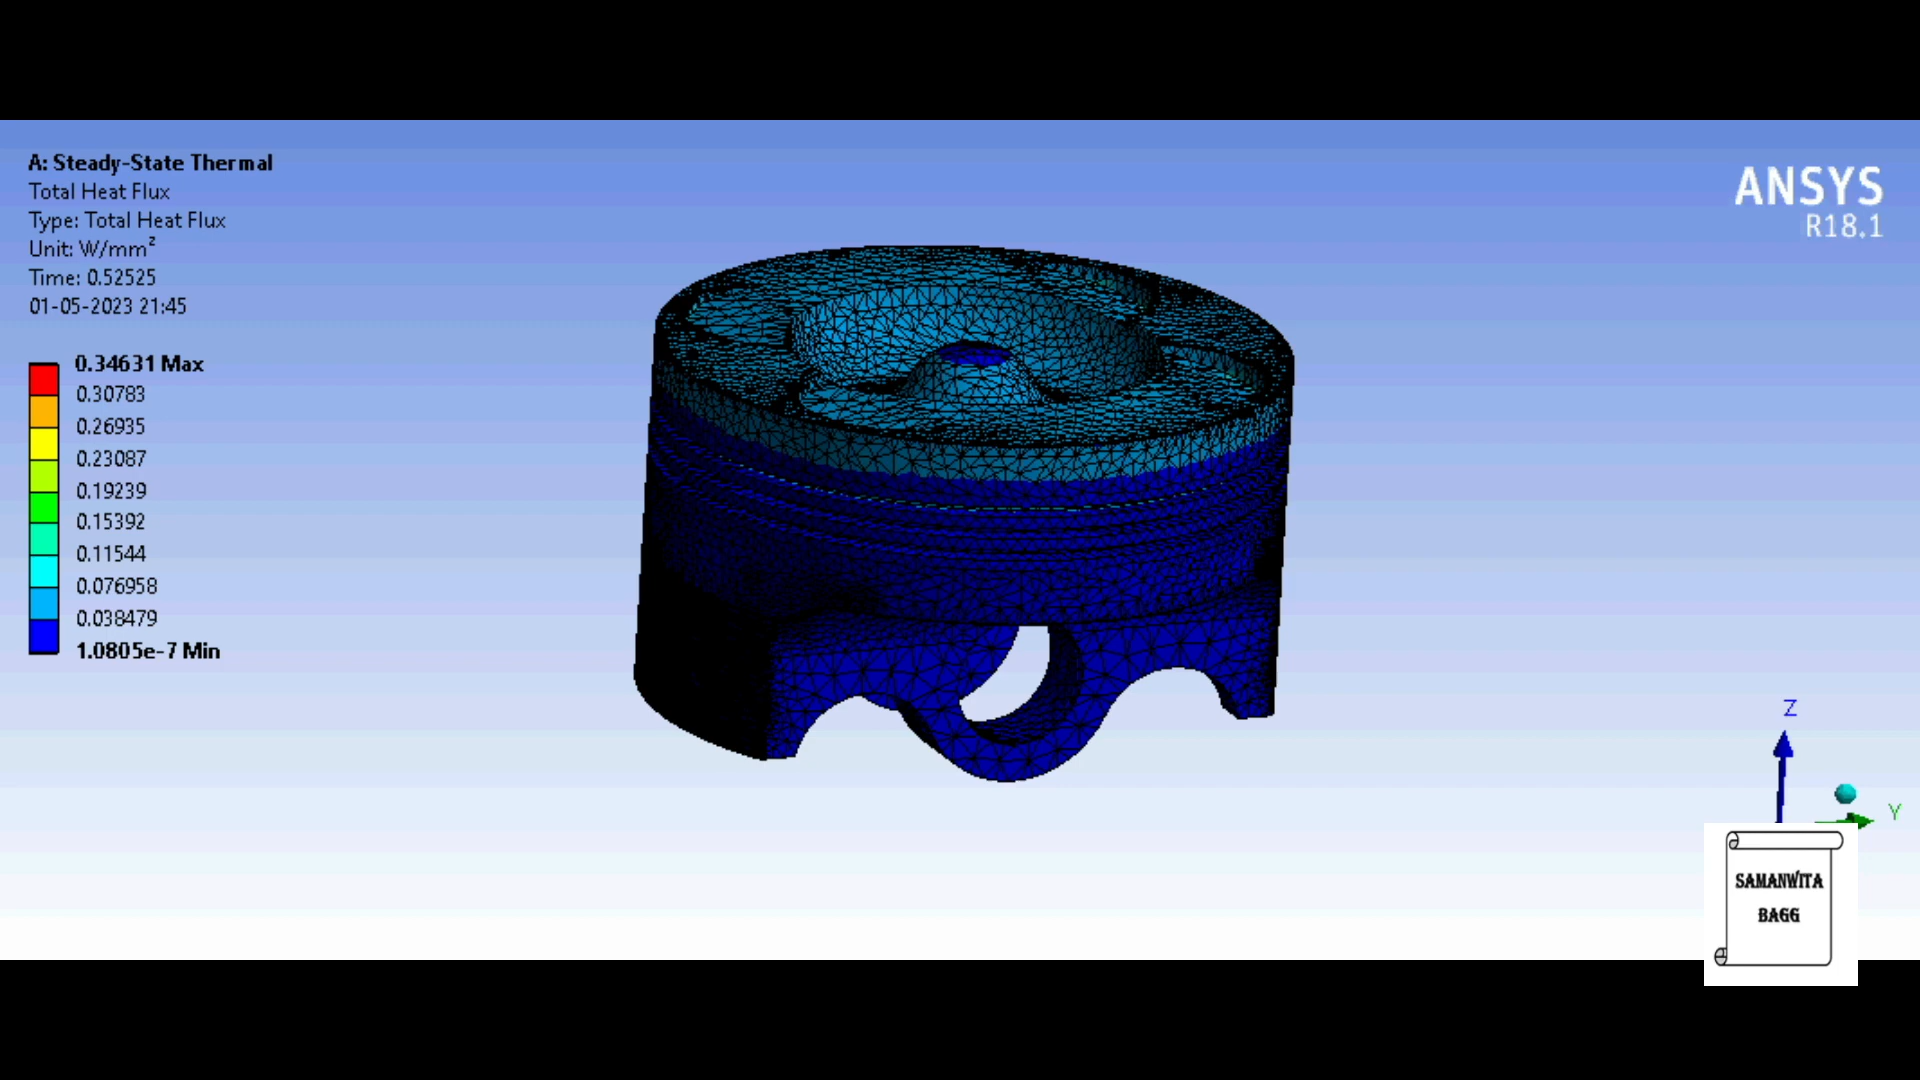 A: Steady-State Thermal
Total Heat Flux
Type: Total Heat Flux
Unit: W/mm²
Time: 0.52525
01-05-2023 21:45
0.34631 Max
0.30783
0.26935
0.23087
0.19239
0.15392
0.11544
0.076958
0.038479
1.0805e-7 Min
ANSYS
R18.1
Z
Y
SAMANWITA
BAGG